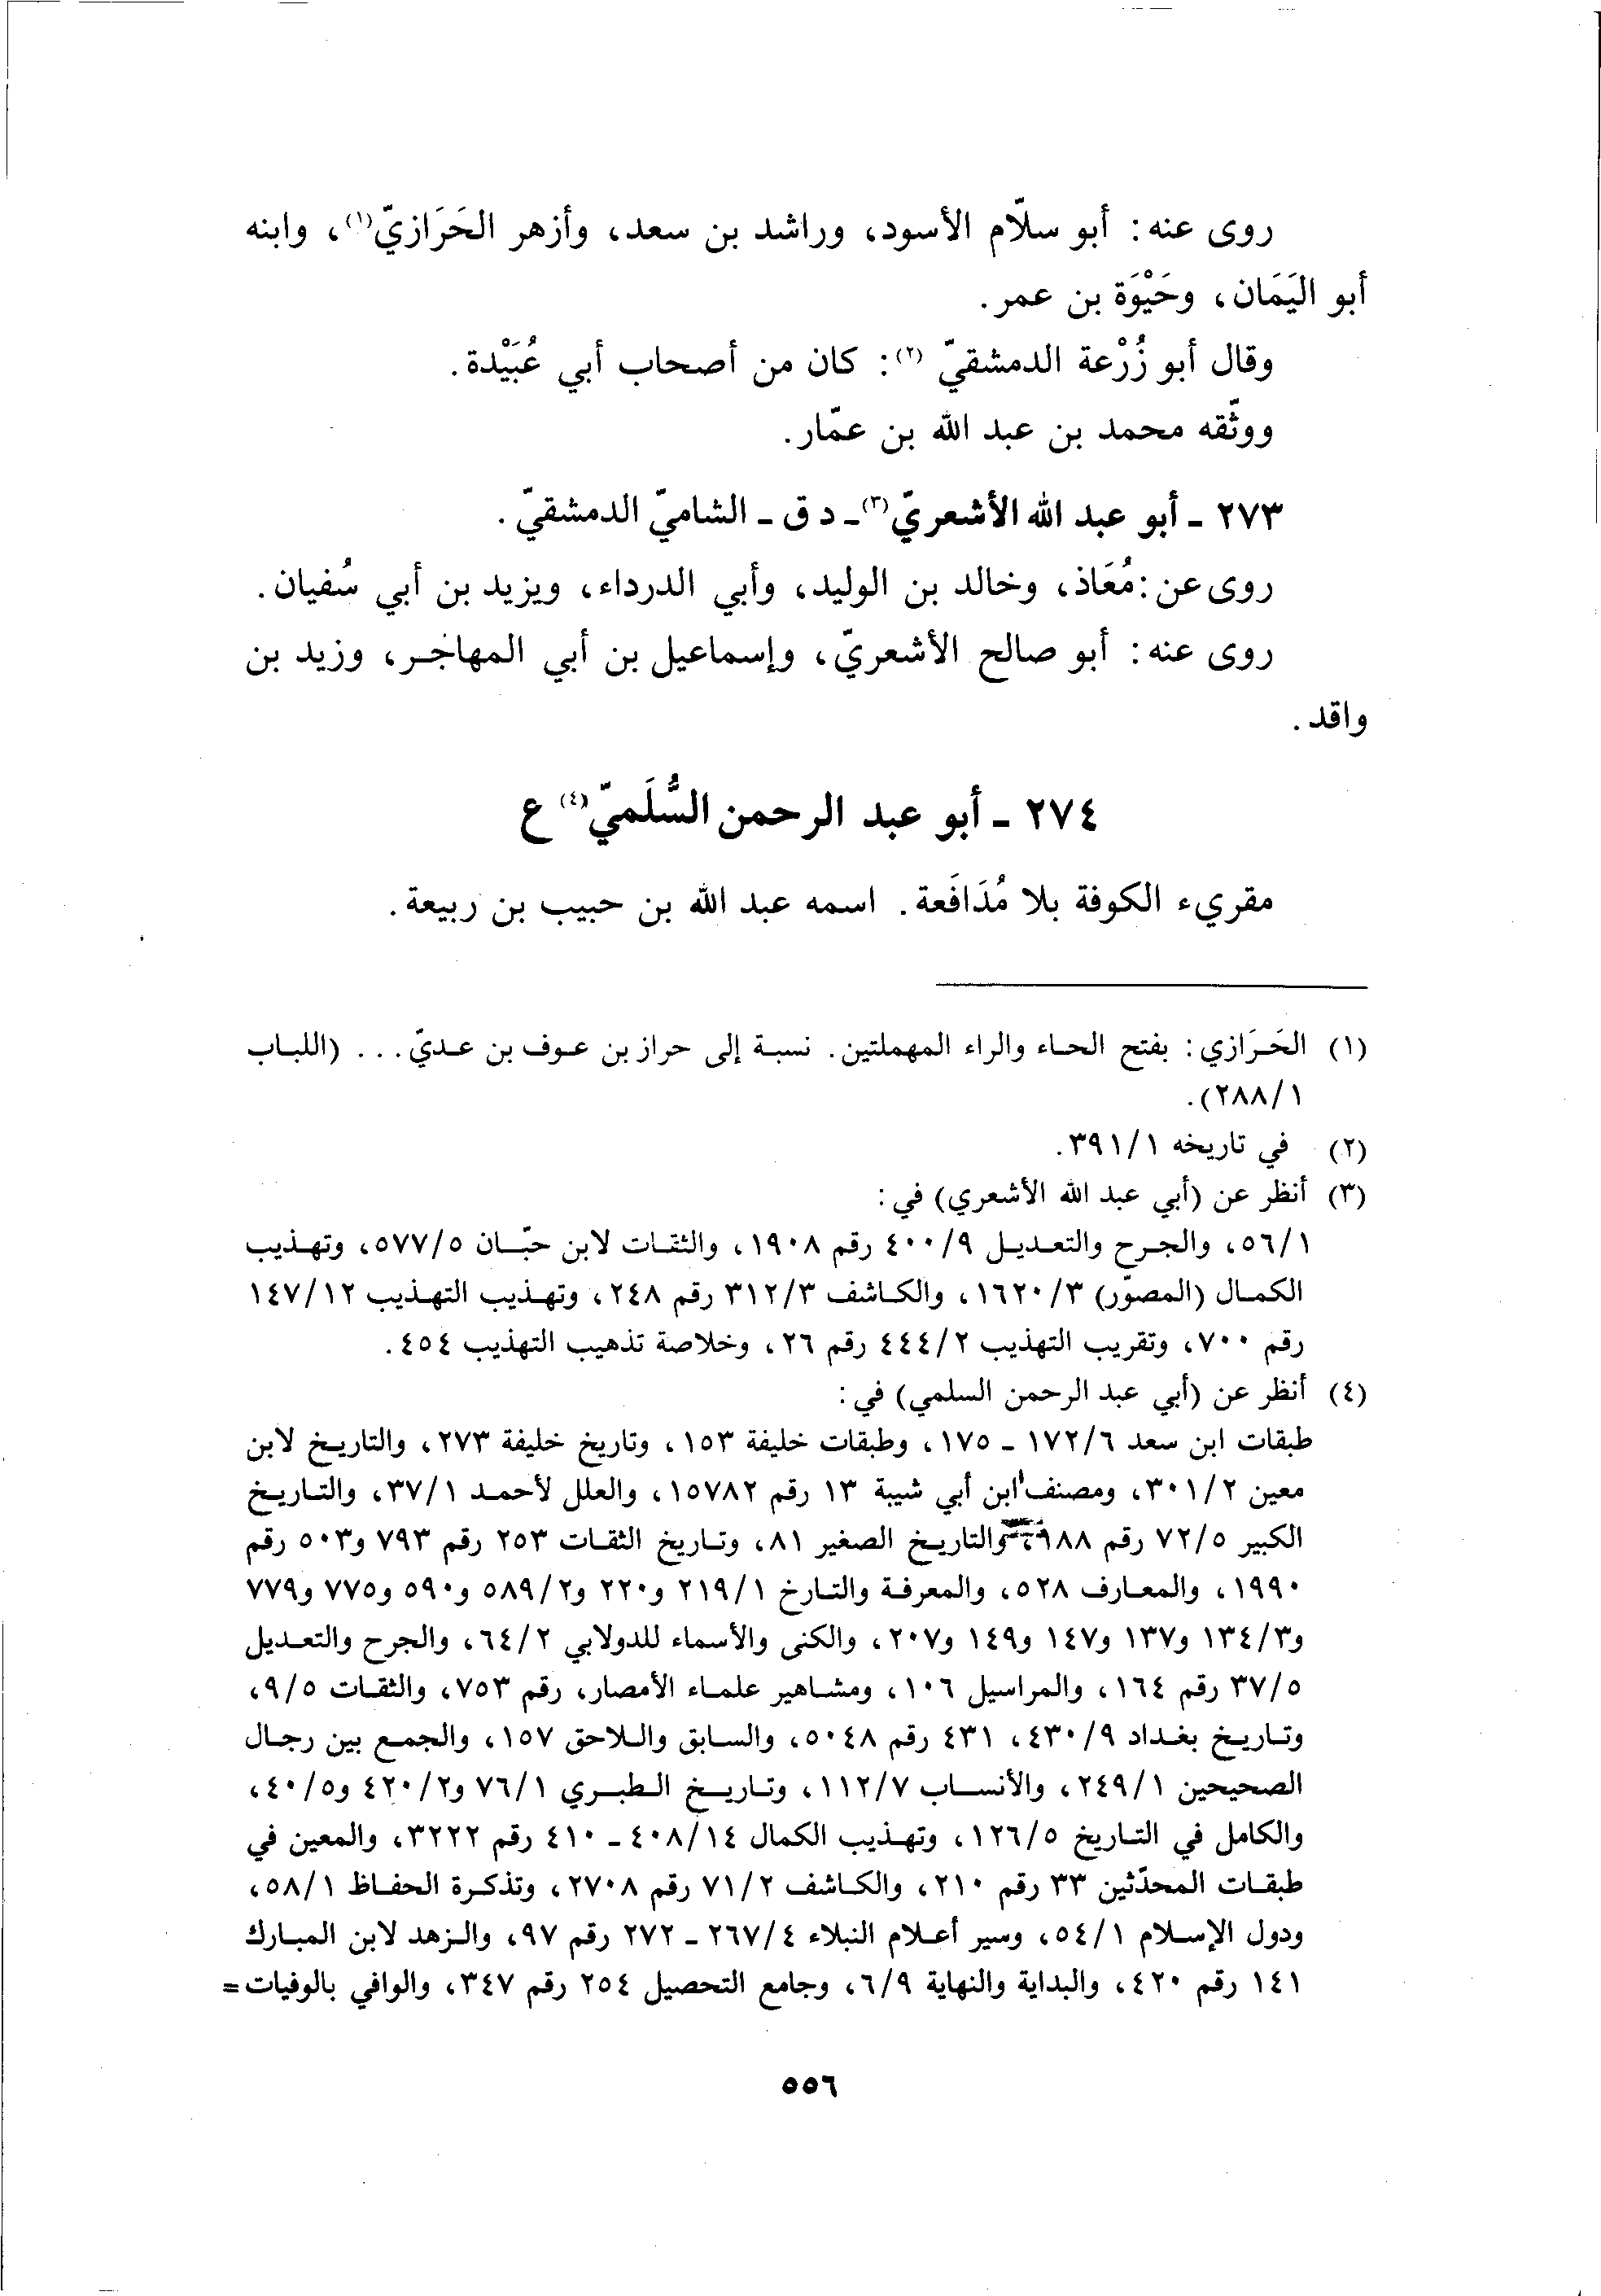 روى عنه: أبو سلّام الأسود، وراشد بن سعد، وأزهر الحَرَازيّ(١)، وابنه
أبو اليَمَان، وحَيْوَة بن عمر.
وقال أبو زُرْعة الدمشقيّ (٢): كان من أصحاب أبي عُبَيْدة.
ووثّقه محمد بن عبد الله بن عمّار.
٢٧٣ - أبو عبد الله الأشعريّ(٣) - د ق - الشاميّ الدمشقيّ.
روى عن: مُعَاذ، وخالد بن الوليد، وأبي الدرداء، ويزيد بن أبي سُفيان.
روى عنه: أبو صالح الأشعريّ، وإسماعيل بن أبي المهاجر، وزيد بن
واقد.
٢٧٤ - أبو عبد الرحمن السُّلَميّ(٤) ع
مقريء الكوفة بلا مُدَافَعة. اسمه عبد الله بن حبيب بن ربيعة.
(١) الحَرَازي: بفتح الحاء والراء المهملتين. نسبة إلى حراز بن عوف بن عديّ... (اللباب
٢٨٨/١).
(٢) في تاريخه ٣٩١/١.
(٣) أنظر عن (أبي عبد الله الأشعري) في:
٥٦/١، والجرح والتعديل ٤٠٠/٩ رقم ١٩٠٨، والثقات لابن حبّان ٥٧٧/٥، وتهذيب
الكمال (المصوّر) ١٦٢٠/٣، والكاشف ٣١٢/٣ رقم ٢٤٨، وتهذيب التهذيب ١٤٧/١٢
رقم ٧٠٠، وتقريب التهذيب ٤٤٤/٢ رقم ٢٦، وخلاصة تذهيب التهذيب ٤٥٤.
(٤) أنظر عن (أبي عبد الرحمن السلمي) في:
طبقات ابن سعد ١٧٢/٦ - ١٧٥، وطبقات خليفة ١٥٣، وتاريخ خليفة ٢٧٣، والتاريخ لابن
معين ٣٠١/٢، ومصنف ابن أبي شيبة ١٣ رقم ١٥٧٨٢، والعلل لأحمد ٣٧/١، والتاريخ
الكبير ٧٢/٥ رقم ١٨٨، والتاريخ الصغير ٨١، وتاريخ الثقات ٢٥٣ رقم ٧٩٣ و٥٠٣ رقم
١٩٩٠، والمعارف ٥٢٨، والمعرفة والتارخ ٢١٩/١ و٢٢٠ و٥٨٩/٢ و٥٩٠ و٧٧٥ و٧٧٩
و١٣٤/٣ و١٣٧ و١٤٧ و١٤٩ و٢٠٧، والكنى والأسماء للدولابي ٦٤/٢، والجرح والتعديل
٣٧/٥ رقم ١٦٤، والمراسيل ١٠٦، ومشاهير علماء الأمصار، رقم ٧٥٣، والثقات ٩/٥،
وتاريخ بغداد ٤٣٠/٩، ٤٣١ رقم ٥٠٤٨، والسابق واللاحق ١٥٧، والجمع بين رجال
الصحيحين ٢٤٩/١، والأنساب ١١٢/٧، وتاريخ الطبري ٧٦/١ و٤٢٠/٢ و٤٠/٥،
والكامل في التاريخ ١٢٦/٥، وتهذيب الكمال ٤٠٨/١٤ - ٤١٠ رقم ٣٢٢٢، والمعين في
طبقات المحدّثين ٣٣ رقم ٢١٠، والكاشف ٧١/٢ رقم ٢٧٠٨، وتذكرة الحفاظ ٥٨/١،
ودول الإسلام ٥٤/١، وسير أعلام النبلاء ٢٦٧/٤ - ٢٧٢ رقم ٩٧، والزهد لابن المبارك
١٤١ رقم ٤٢٠، والبداية والنهاية ٦/٩، وجامع التحصيل ٢٥٤ رقم ٣٤٧، والوافي بالوفيات =
٥٥٦